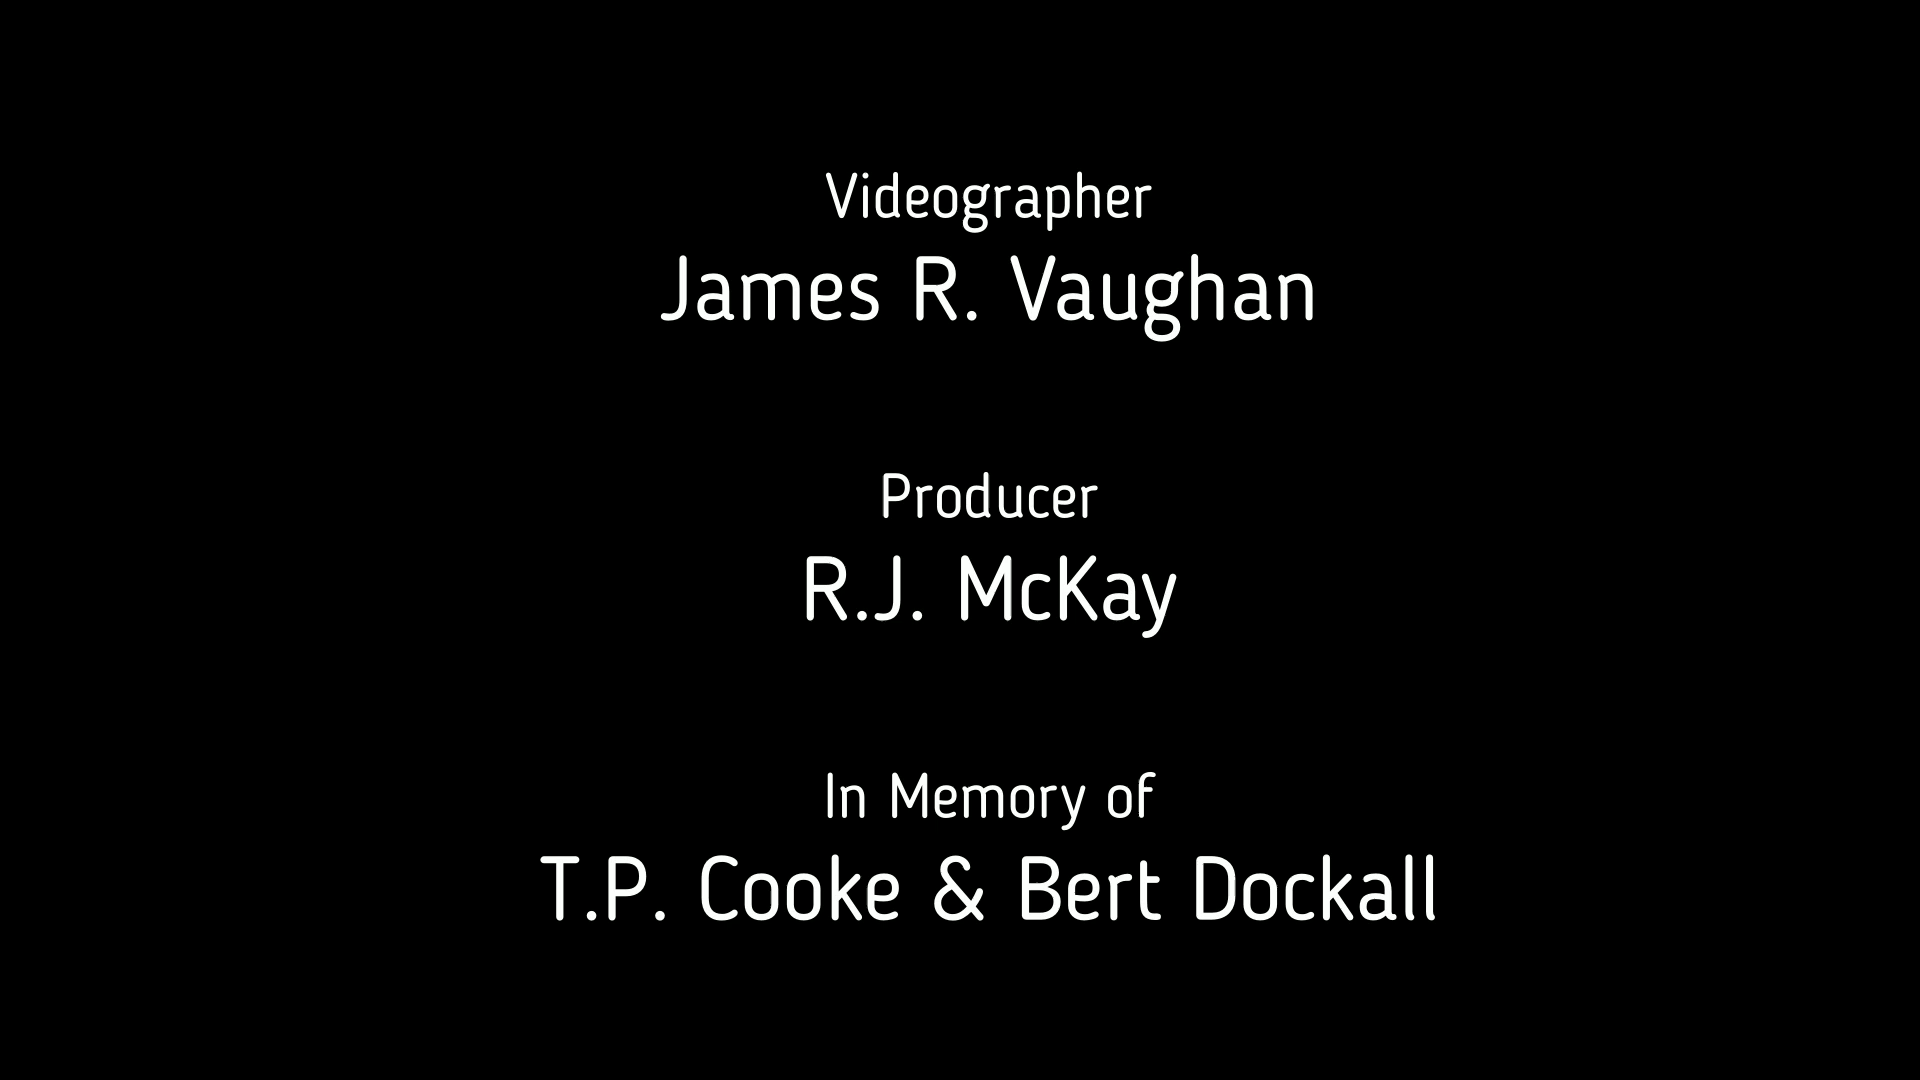 Videographer
James R. Vaughan
Producer
R.J. McKay
In Memory of
T.P. Cooke & Bert Dockall